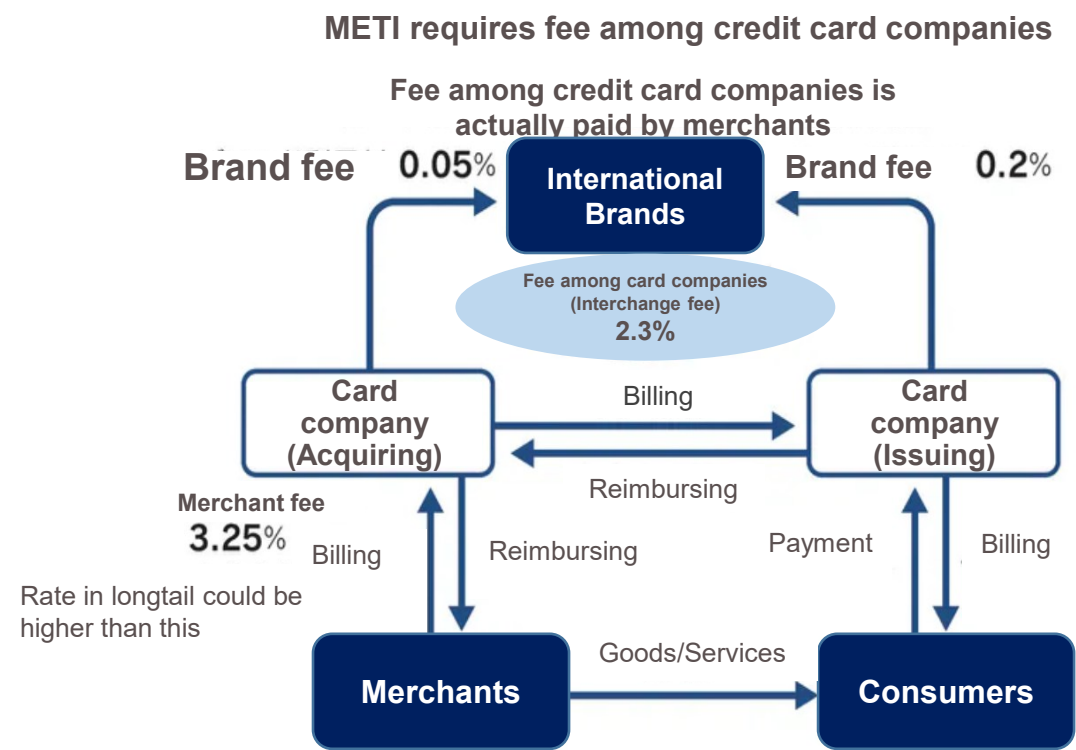 METI requires fee among credit card companies
Fee among credit card companies is
actually paid by merchants
Brand fee 0.05%
International
Brands
Brand fee 0.2%
Fee among card companies
(Interchange fee)
2.3%
Card
company
(Acquiring)
Billing
Card
company
(Issuing)
Reimbursing
Merchant fee
3.25%
Billing
Reimbursing
Payment
Billing
Rate in longtail could be
higher than this
Goods/Services
Merchants
Consumers